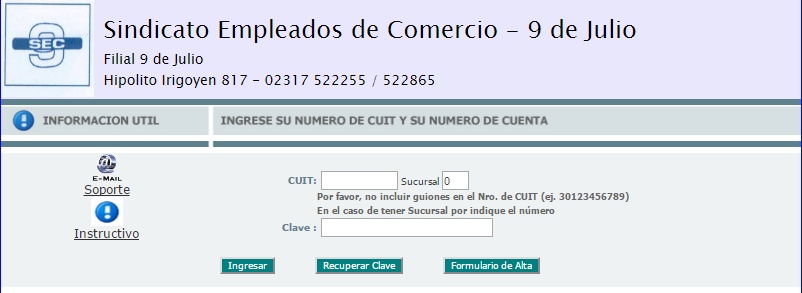 SEC
Sindicato Empleados de Comercio - 9 de Julio
Filial 9 de Julio
Hipolito Irigoyen 817 - 02317 522255 / 522865
INFORMACION UTIL
INGRESE SU NUMERO DE CUIT Y SU NUMERO DE CUENTA
E-MAIL
Soporte
Instructivo
CUIT: Sucursal 0
Por favor, no incluir guiones en el Nro. de CUIT (ej. 30123456789)
En el caso de tener Sucursal por indique el número
Clave :
Ingresar Recuperar Clave Formulario de Alta